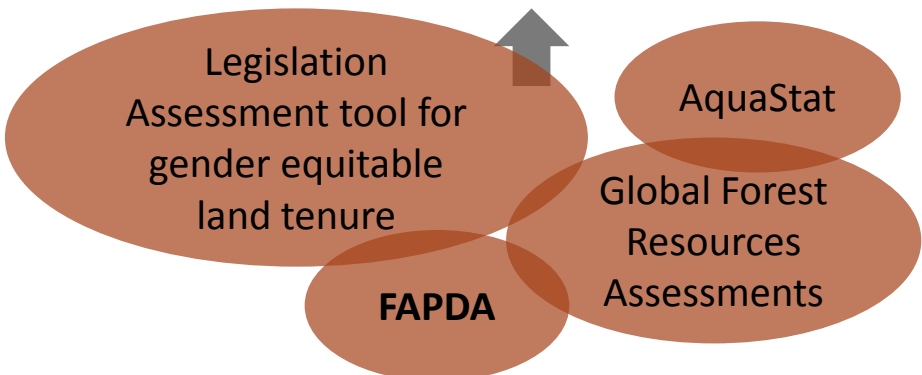 Legislation
Assessment tool for
gender equitable
land tenure
AquaStat
Global Forest
Resources
Assessments
FAPDA